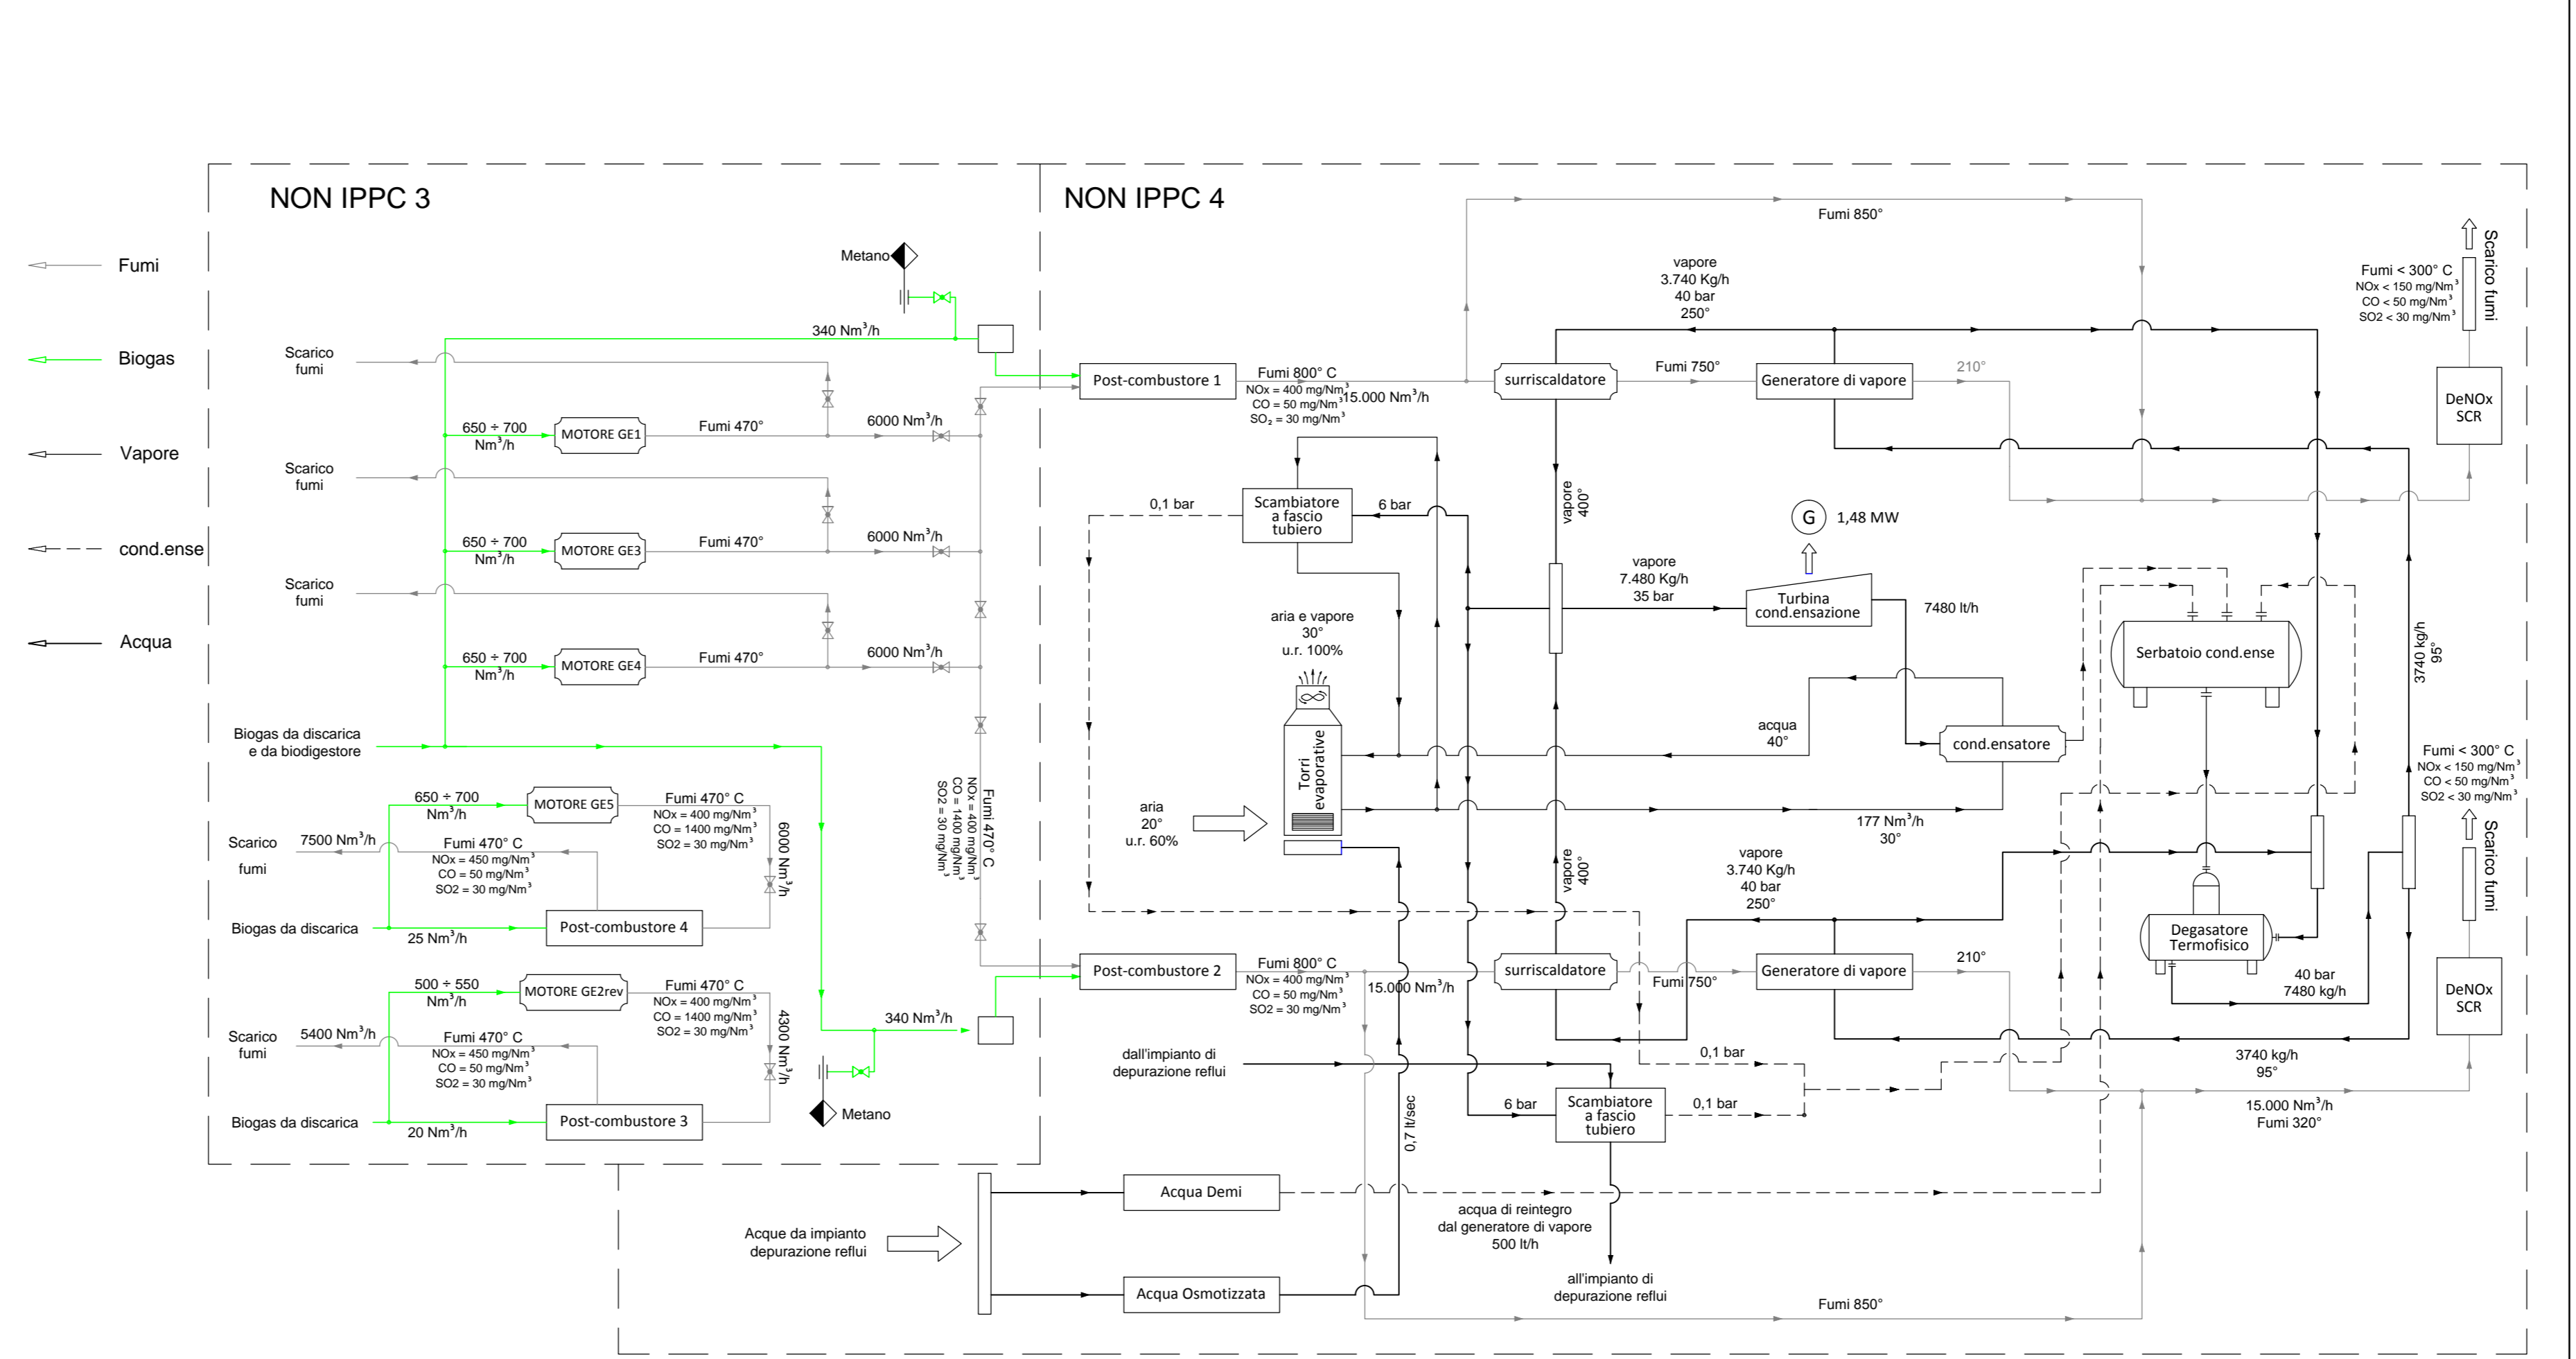 NON IPPC 3
NON IPPC 4
Fumi
Biogas
Vapore
cond.ense
Acqua
Metano
340 Nm³/h
Scarico
fumi
650 ÷ 700
Nm³/h
MOTORE GE1
Fumi 470°
6000 Nm³/h
Scarico
fumi
650 ÷ 700
Nm³/h
MOTORE GE3
Fumi 470°
6000 Nm³/h
Scarico
fumi
650 ÷ 700
Nm³/h
MOTORE GE4
Fumi 470°
6000 Nm³/h
Biogas da discarica
e da biodigestore
650 ÷ 700
Nm³/h
MOTORE GE5
Fumi 470° C
NOx = 400 mg/Nm³
CO = 1400 mg/Nm³
SO2 = 30 mg/Nm³
6000 Nm³/h
Scarico
fumi
7500 Nm³/h
Fumi 470° C
NOx = 450 mg/Nm³
CO = 50 mg/Nm³
SO2 = 30 mg/Nm³
Biogas da discarica
25 Nm³/h
Post-combustore 4
500 ÷ 550
Nm³/h
MOTORE GE2rev
Fumi 470° C
NOx = 400 mg/Nm³
CO = 1400 mg/Nm³
SO2 = 30 mg/Nm³
4300 Nm³/h
Scarico
fumi
5400 Nm³/h
Fumi 470° C
NOx = 450 mg/Nm³
CO = 50 mg/Nm³
SO2 = 30 mg/Nm³
Biogas da discarica
20 Nm³/h
Post-combustore 3
Fumi 470° C
NOx = 400 mg/Nm³
CO = 1400 mg/Nm³
SO2 = 30 mg/Nm³
340 Nm³/h
Metano
Fumi 850°
Post-combustore 1
Fumi 800° C
NOx = 400 mg/Nm³
CO = 50 mg/Nm³
SO₂ = 30 mg/Nm³
15.000 Nm³/h
surriscaldatore
Fumi 750°
Generatore di vapore
210°
vapore
3.740 Kg/h
40 bar
250°
Fumi < 300° C
NOx < 150 mg/Nm³
CO < 50 mg/Nm³
SO2 < 30 mg/Nm³
Scarico fumi
DeNOx
SCR
0,1 bar
Scambiatore
a fascio
tubiero
6 bar
vapore
400°
G
1,48 MW
vapore
7.480 Kg/h
35 bar
Turbina
cond.ensazione
7480 lt/h
aria e vapore
30°
u.r. 100%
Torri
evaporative
aria
20°
u.r. 60%
acqua
40°
cond.ensatore
177 Nm³/h
30°
Serbatoio cond.ense
3740 kg/h
95°
Fumi < 300° C
NOx < 150 mg/Nm³
CO < 50 mg/Nm³
SO2 < 30 mg/Nm³
Scarico fumi
Degasatore
Termofisico
40 bar
7480 kg/h
DeNOx
SCR
vapore
400°
vapore
3.740 Kg/h
40 bar
250°
Post-combustore 2
Fumi 800° C
NOx = 400 mg/Nm³
CO = 50 mg/Nm³
SO2 = 30 mg/Nm³
15.000 Nm³/h
surriscaldatore
Fumi 750°
Generatore di vapore
210°
3740 kg/h
95°
15.000 Nm³/h
Fumi 320°
dall'impianto di
depurazione reflui
0,1 bar
6 bar
Scambiatore
a fascio
tubiero
0,1 bar
0,7 lt/sec
Acqua Demi
acqua di reintegro
dal generatore di vapore
500 lt/h
Acque da impianto
depurazione reflui
Acqua Osmotizzata
all'impianto di
depurazione reflui
Fumi 850°